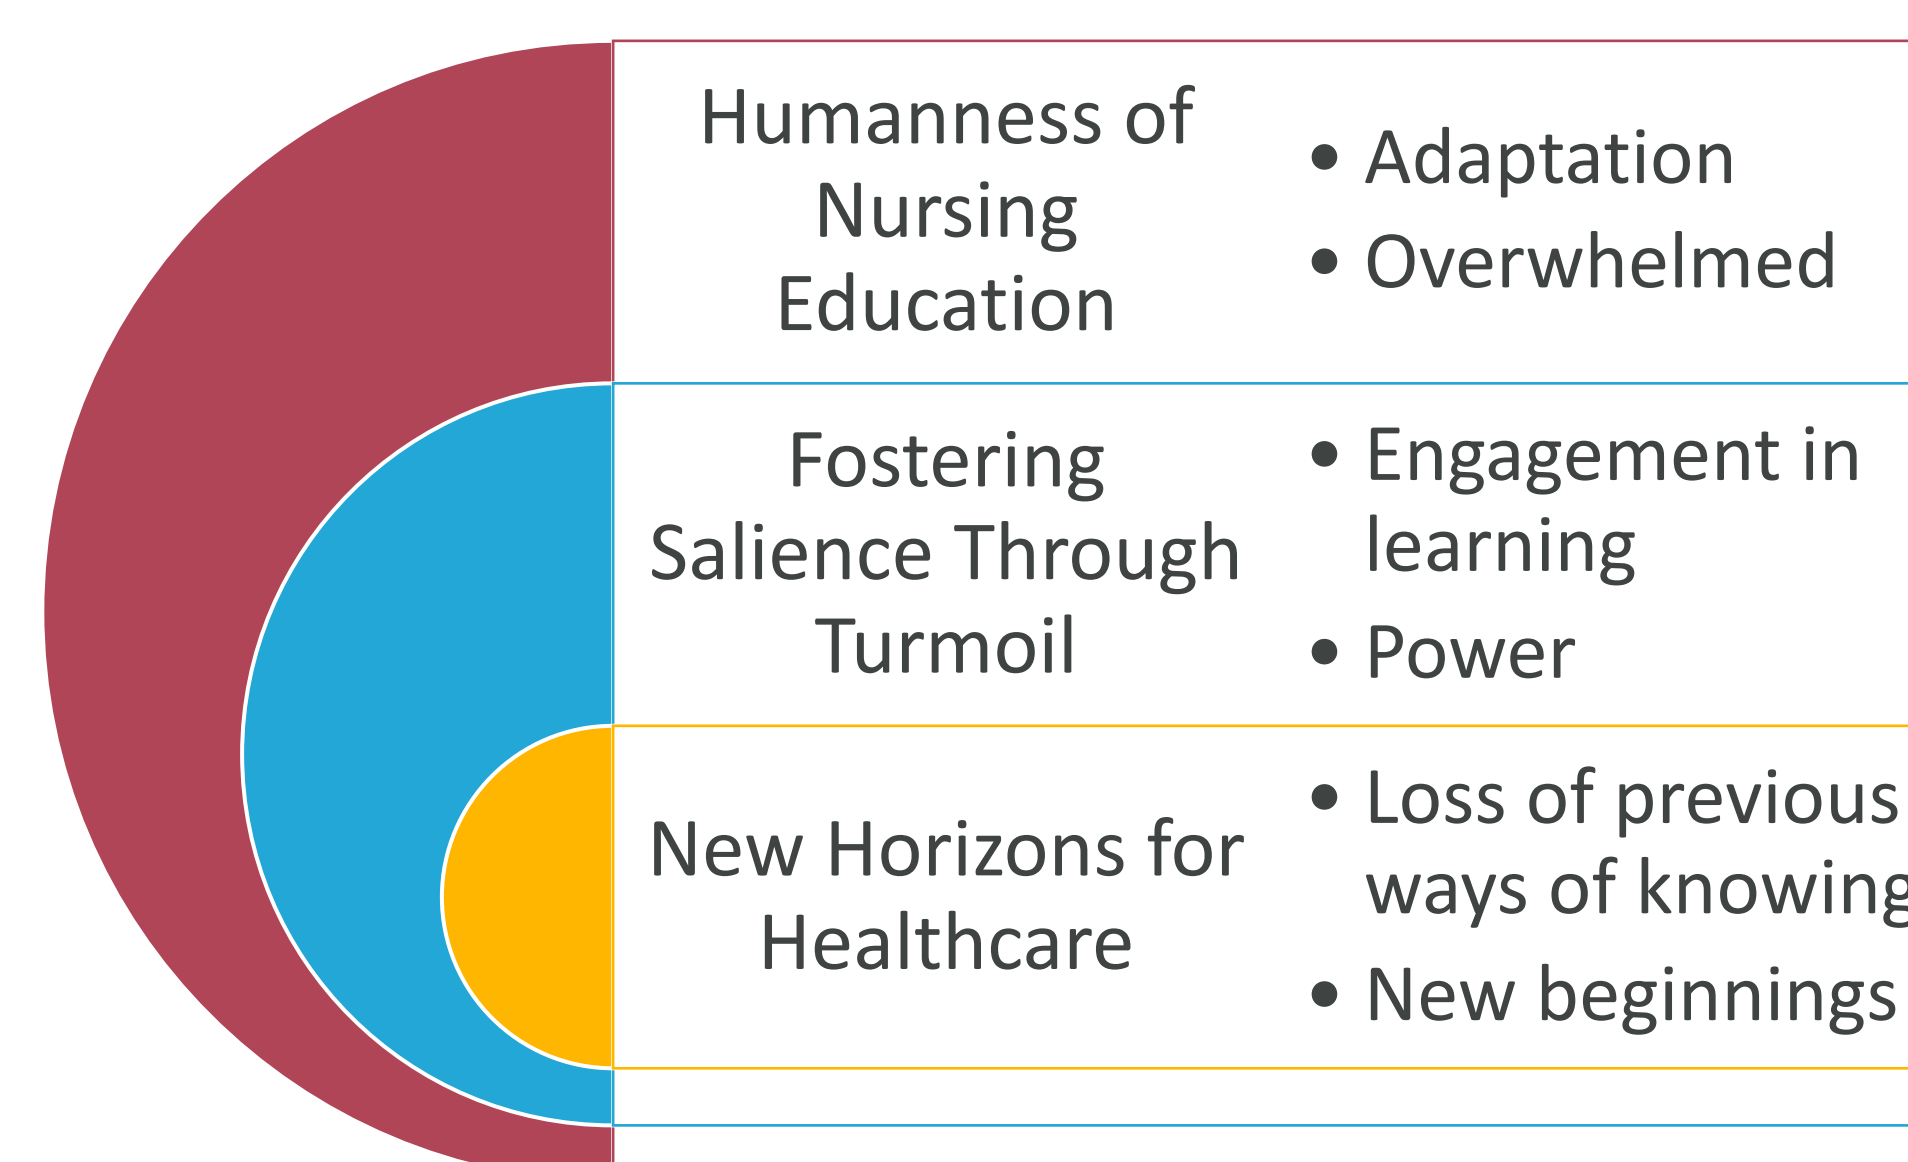 Humanness of
Nursing
Education
• Adaptation
• Overwhelmed
Fostering
Salience Through
Turmoil
• Engagement in
learning
• Power
New Horizons for
Healthcare
• Loss of previous
ways of knowing
• New beginnings